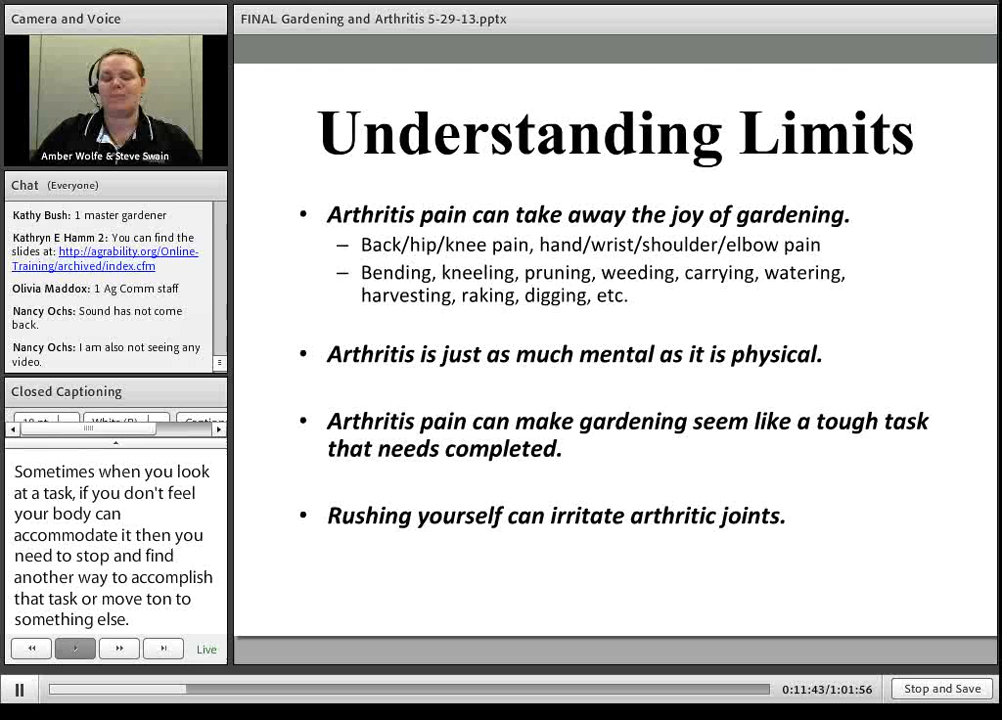 Camera and Voice
Amber Wolfe & Steve Swain
Chat (Everyone)
Kathy Bush: 1 master gardener
Kathryn E Hamm 2: You can find the
slides at: http://agrability.org/Online-
Training/archived/index.cfm
Olivia Maddox: 1 Ag Comm staff
Nancy Ochs: Sound has not come
back.
Nancy Ochs: I am also not seeing any
video.
Closed Captioning
Sometimes when you look
at a task, if you don't feel
your body can
accommodate it then you
need to stop and find
another way to accomplish
that task or move ton to
something else.
Live
FINAL Gardening and Arthritis 5-29-13.pptx
Understanding Limits
• Arthritis pain can take away the joy of gardening.
– Back/hip/knee pain, hand/wrist/shoulder/elbow pain
– Bending, kneeling, pruning, weeding, carrying, watering,
harvesting, raking, digging, etc.
• Arthritis is just as much mental as it is physical.
• Arthritis pain can make gardening seem like a tough task
that needs completed.
• Rushing yourself can irritate arthritic joints.
0:11:43/1:01:56
Stop and Save